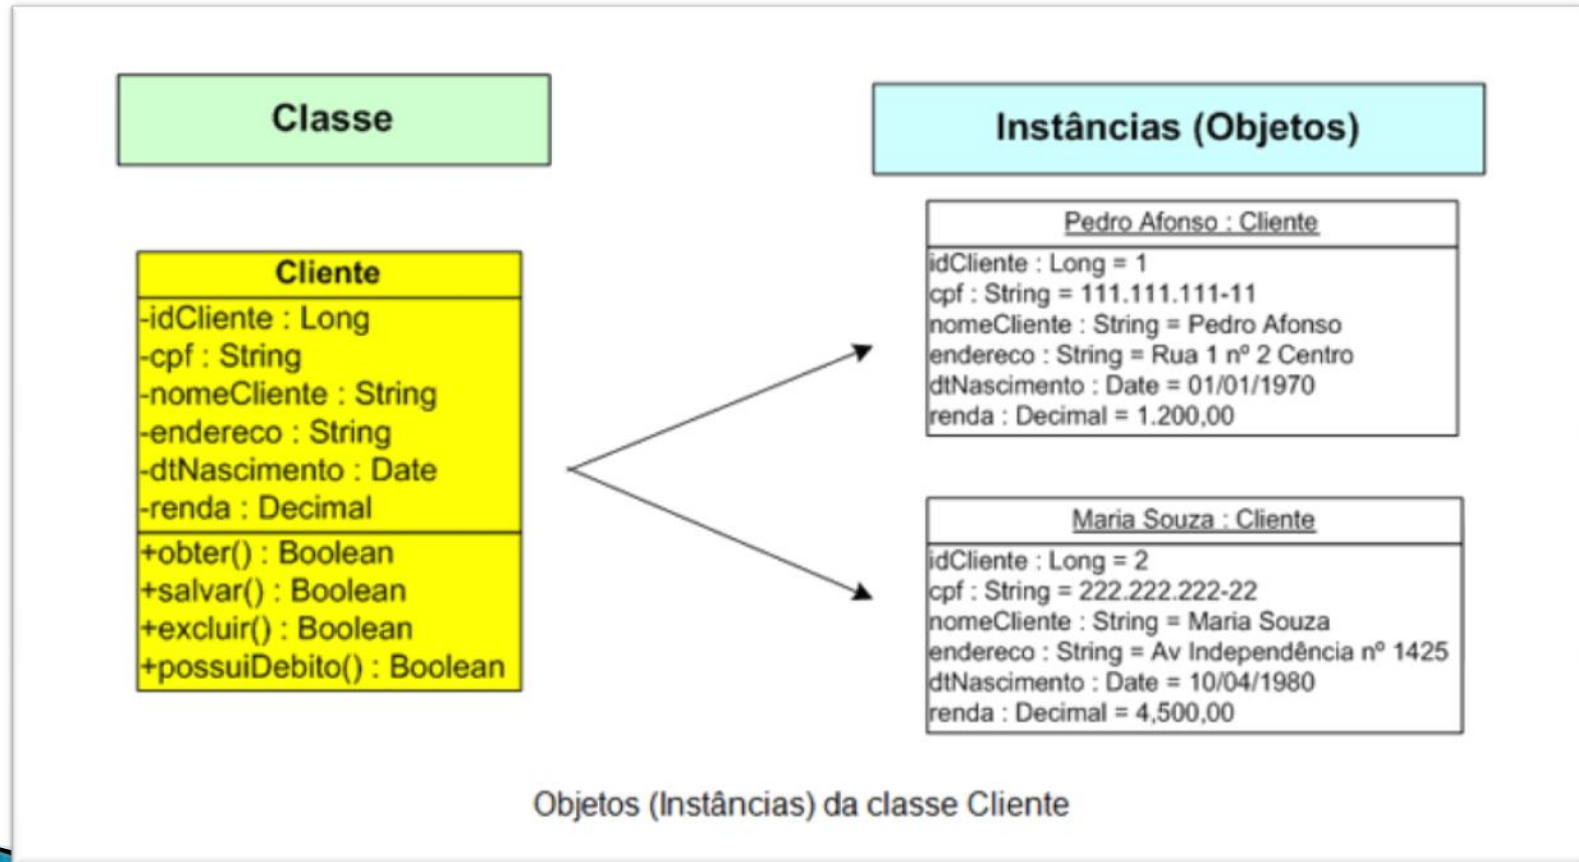 Classe
Cliente
-idCliente : Long
-cpf : String
-nomeCliente : String
-endereco : String
-dtNascimento : Date
-renda : Decimal
+obter() : Boolean
+salvar() : Boolean
+excluir() : Boolean
+possuiDebito() : Boolean
Instâncias (Objetos)
Pedro Afonso : Cliente
idCliente : Long = 1
cpf : String = 111.111.111-11
nomeCliente : String = Pedro Afonso
endereco : String = Rua 1 nº 2 Centro
dtNascimento : Date = 01/01/1970
renda : Decimal = 1.200,00
Maria Souza : Cliente
idCliente : Long = 2
cpf : String = 222.222.222-22
nomeCliente : String = Maria Souza
endereco : String = Av Independência nº 1425
dtNascimento : Date = 10/04/1980
renda : Decimal = 4,500,00
Objetos (Instâncias) da classe Cliente